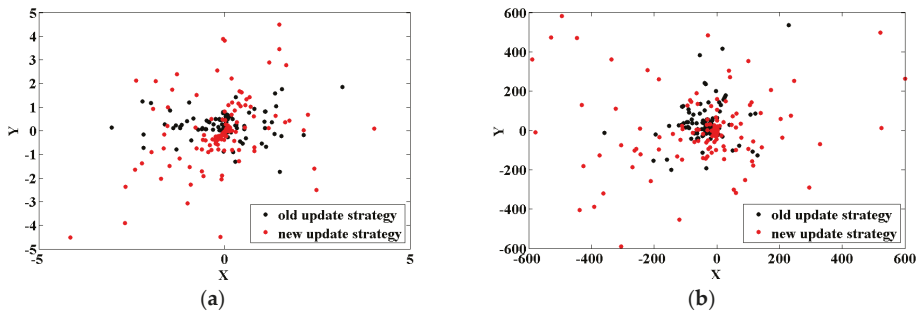 5
4
3
2
1
0
-1
-2
-3
-4
-5
-5
0
5
Y
X
old update strategy
new update strategy
(a)
600
400
200
0
-200
-400
-600
-600
-400
-200
0
200
400
600
Y
X
old update strategy
new update strategy
(b)